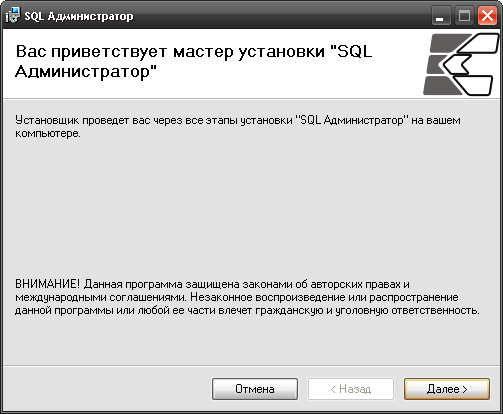 SQL Администратор
Вас приветствует мастер установки "SQL
Администратор"
Установщик проведет вас через все этапы установки "SQL Администратор" на вашем
компьютере.
ВНИМАНИЕ! Данная программа защищена законами об авторских правах и
международными соглашениями. Незаконное воспроизведение или распространение
данной программы или любой ее части влечет гражданскую и уголовную ответственность.
Отмена
< Назад
Далее >